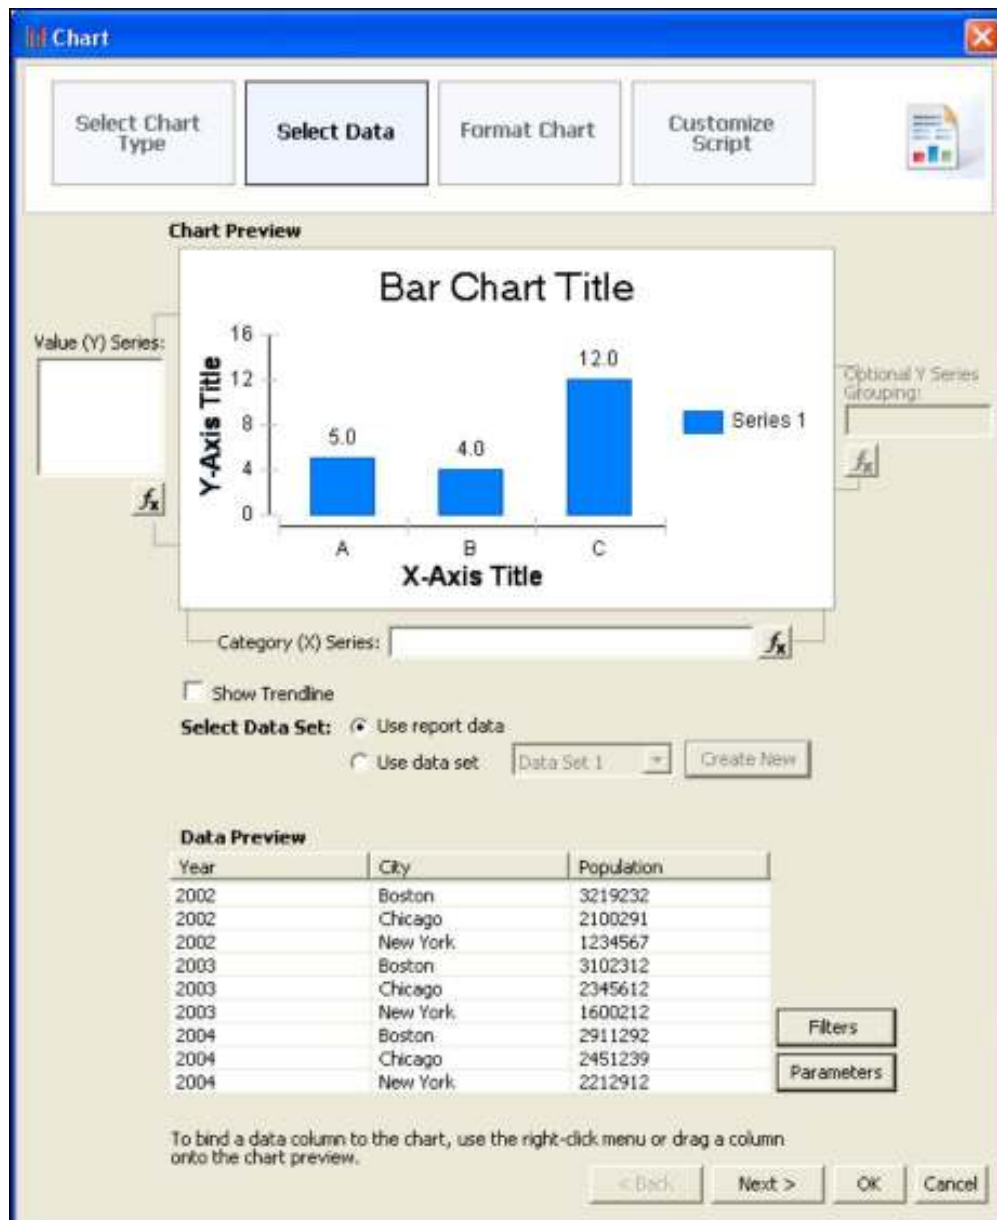 Chart
Select Chart
Type
Select Data
Format Chart
Customize
Script
Chart Preview
Bar Chart Title
Value (Y) Series:
Y-Axis Title
16
12
8
4
0
5.0
4.0
12.0
Series 1
A
B
C
X-Axis Title
Optional Y Series
Grouping:
fx
fx
Category (X) Series:
fx
Show Trendline
Select Data Set:
Use report data
Use data set
Data Set 1
Create New
Data Preview
Year City Population
2002 Boston 3219232
2002 Chicago 2100291
2002 New York 1234567
2003 Boston 3102312
2003 Chicago 2345612
2003 New York 1600212
2004 Boston 2911292
2004 Chicago 2451239
2004 New York 2212912
Filters
Parameters
To bind a data column to the chart, use the right-click menu or drag a column
onto the chart preview.
< Back
Next >
OK
Cancel